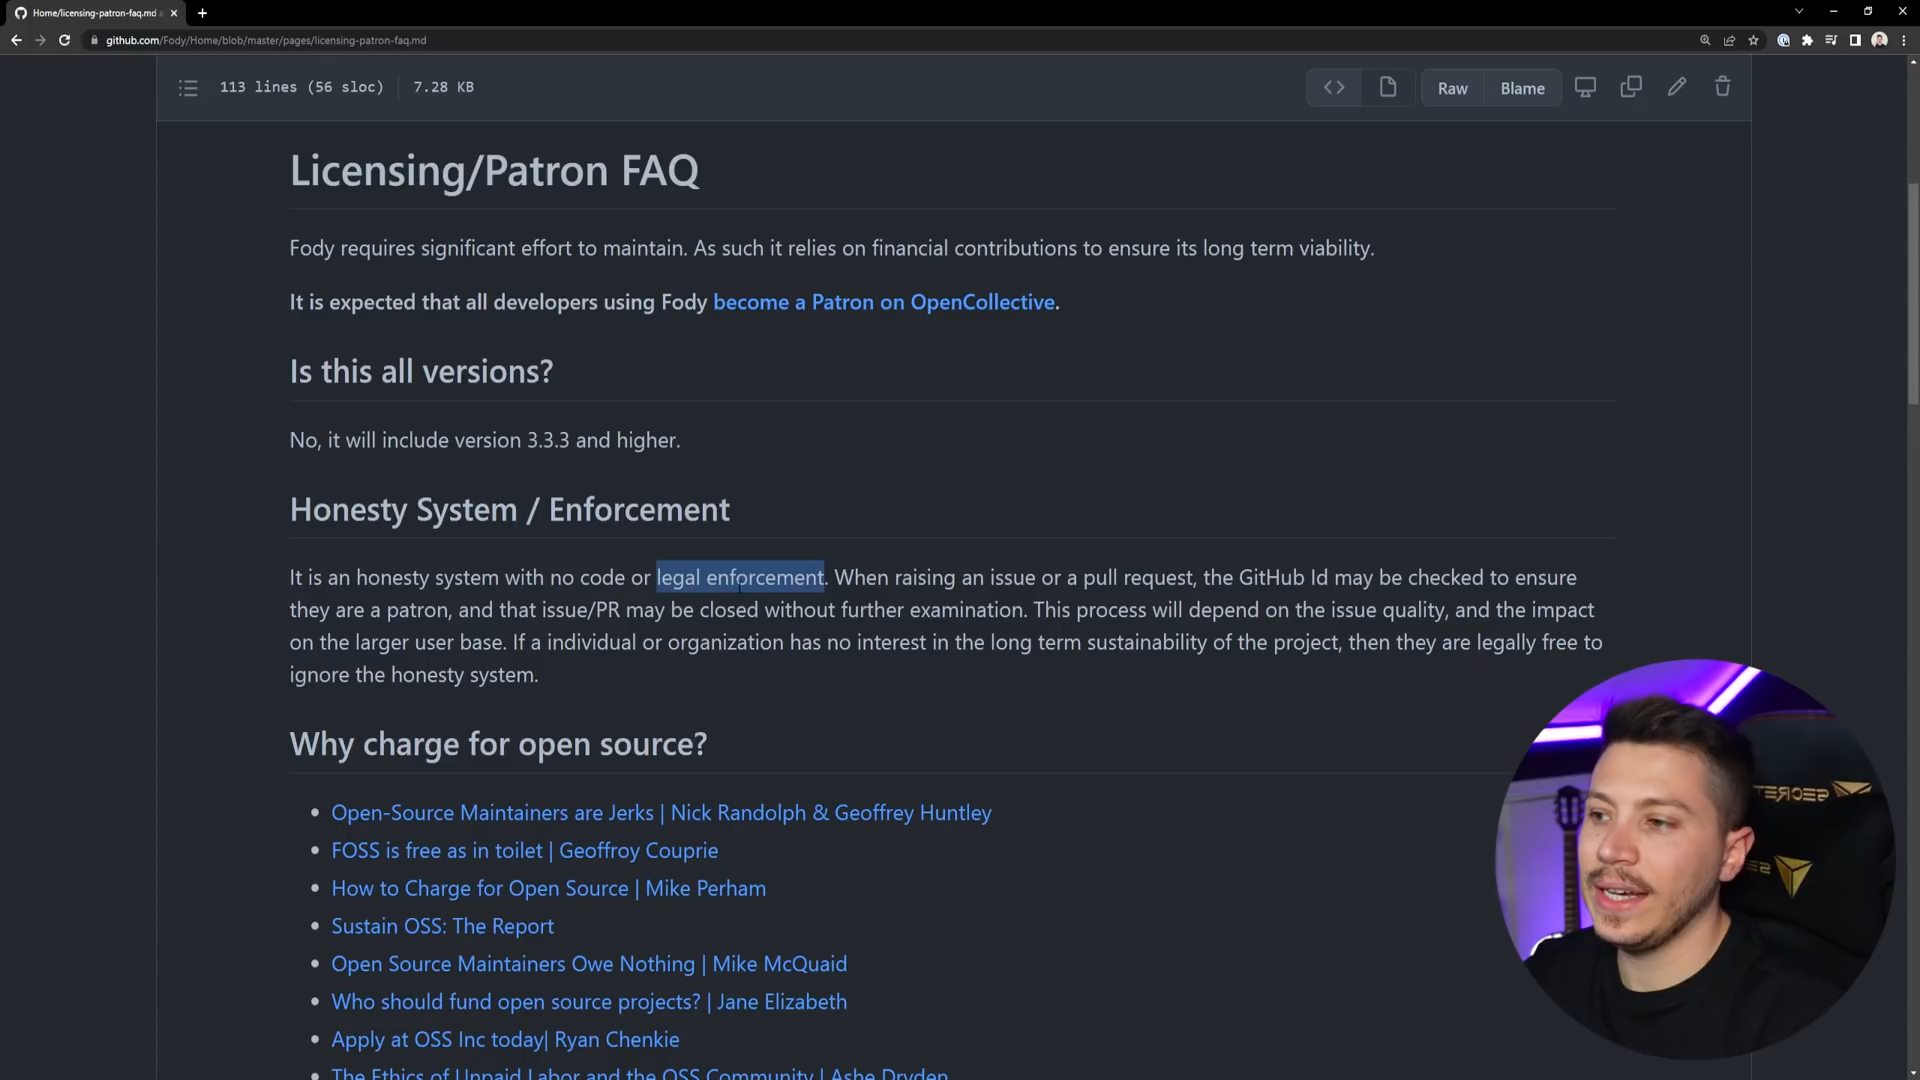 Home/licensing-patron-faq.md
github.com/Fody/Home/blob/master/pages/licensing-patron-faq.md
113 lines (56 sloc) 7.28 KB
Raw Blame
Licensing/Patron FAQ
Fody requires significant effort to maintain. As such it relies on financial contributions to ensure its long term viability.
It is expected that all developers using Fody become a Patron on OpenCollective.
Is this all versions?
No, it will include version 3.3.3 and higher.
Honesty System / Enforcement
It is an honesty system with no code or legal enforcement. When raising an issue or a pull request, the GitHub Id may be checked to ensure
they are a patron, and that issue/PR may be closed without further examination. This process will depend on the issue quality, and the impact
on the larger user base. If a individual or organization has no interest in the long term sustainability of the project, then they are legally free to
ignore the honesty system.
Why charge for open source?
Open-Source Maintainers are Jerks | Nick Randolph & Geoffrey Huntley
FOSS is free as in toilet | Geoffroy Couprie
How to Charge for Open Source | Mike Perham
Sustain OSS: The Report
Open Source Maintainers Owe Nothing | Mike McQuaid
Who should fund open source projects? | Jane Elizabeth
Apply at OSS Inc today| Ryan Chenkie
The Ethics of Unpaid Labor and the OSS Community | Ashe Dryden